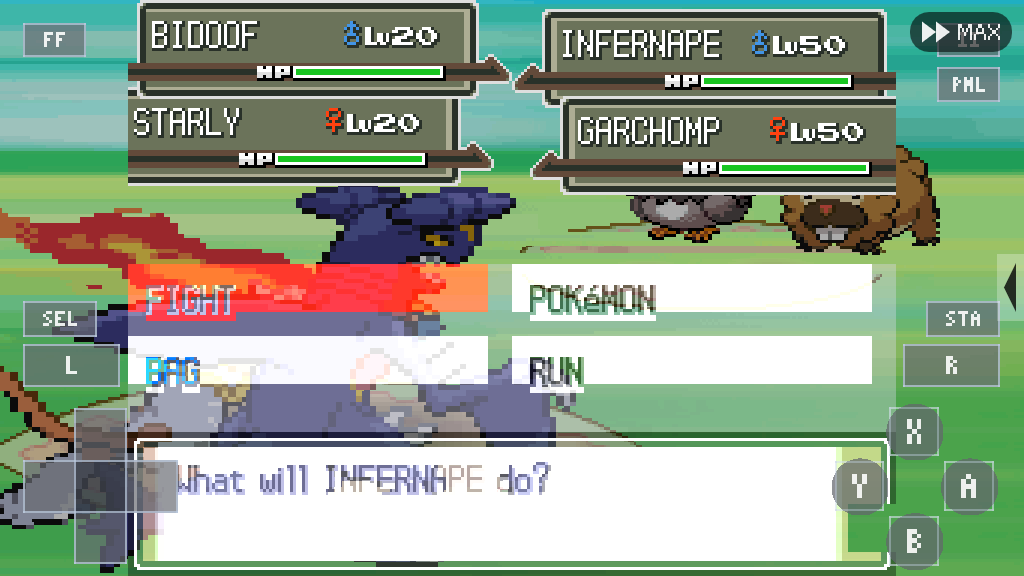 FF
BIDOOF ♂Lv20
HP
STARLY ♀Lv20
HP
INFERNAPE ♂Lv50
HP
GARCHOMP ♀Lv50
HP
MAX
PML
FIGHT
POKéMON
BAG
RUN
SEL
L
STA
R
What will INFERNAPE do?
X
Y
A
B